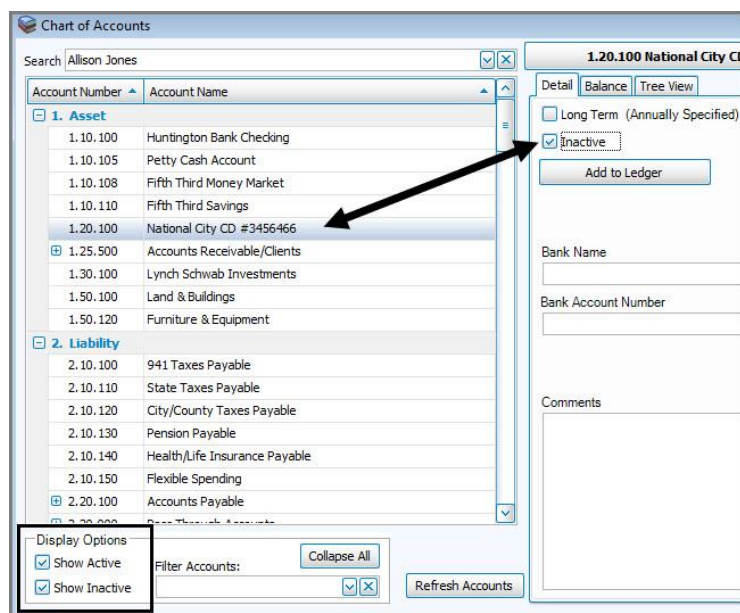 Chart of Accounts
Search Allison Jones
Account Number Account Name
1. Asset
1.10.100 Huntington Bank Checking
1.10.105 Petty Cash Account
1.10.108 Fifth Third Money Market
1.10.110 Fifth Third Savings
1.20.100 National City CD #3456466
1.25.500 Accounts Receivable/Clients
1.30.100 Lynch Schwab Investments
1.50.100 Land & Buildings
1.50.120 Furniture & Equipment
2. Liability
2.10.100 941 Taxes Payable
2.10.110 State Taxes Payable
2.10.120 City/County Taxes Payable
2.10.130 Pension Payable
2.10.140 Health/Life Insurance Payable
2.10.150 Flexible Spending
2.20.100 Accounts Payable
Display Options
Show Active
Show Inactive
Filter Accounts:
Collapse All
Refresh Accounts
1.20.100 National City
Detail Balance Tree View
Long Term (Annually Specified)
Inactive
Add to Ledger
Bank Name
Bank Account Number
Comments